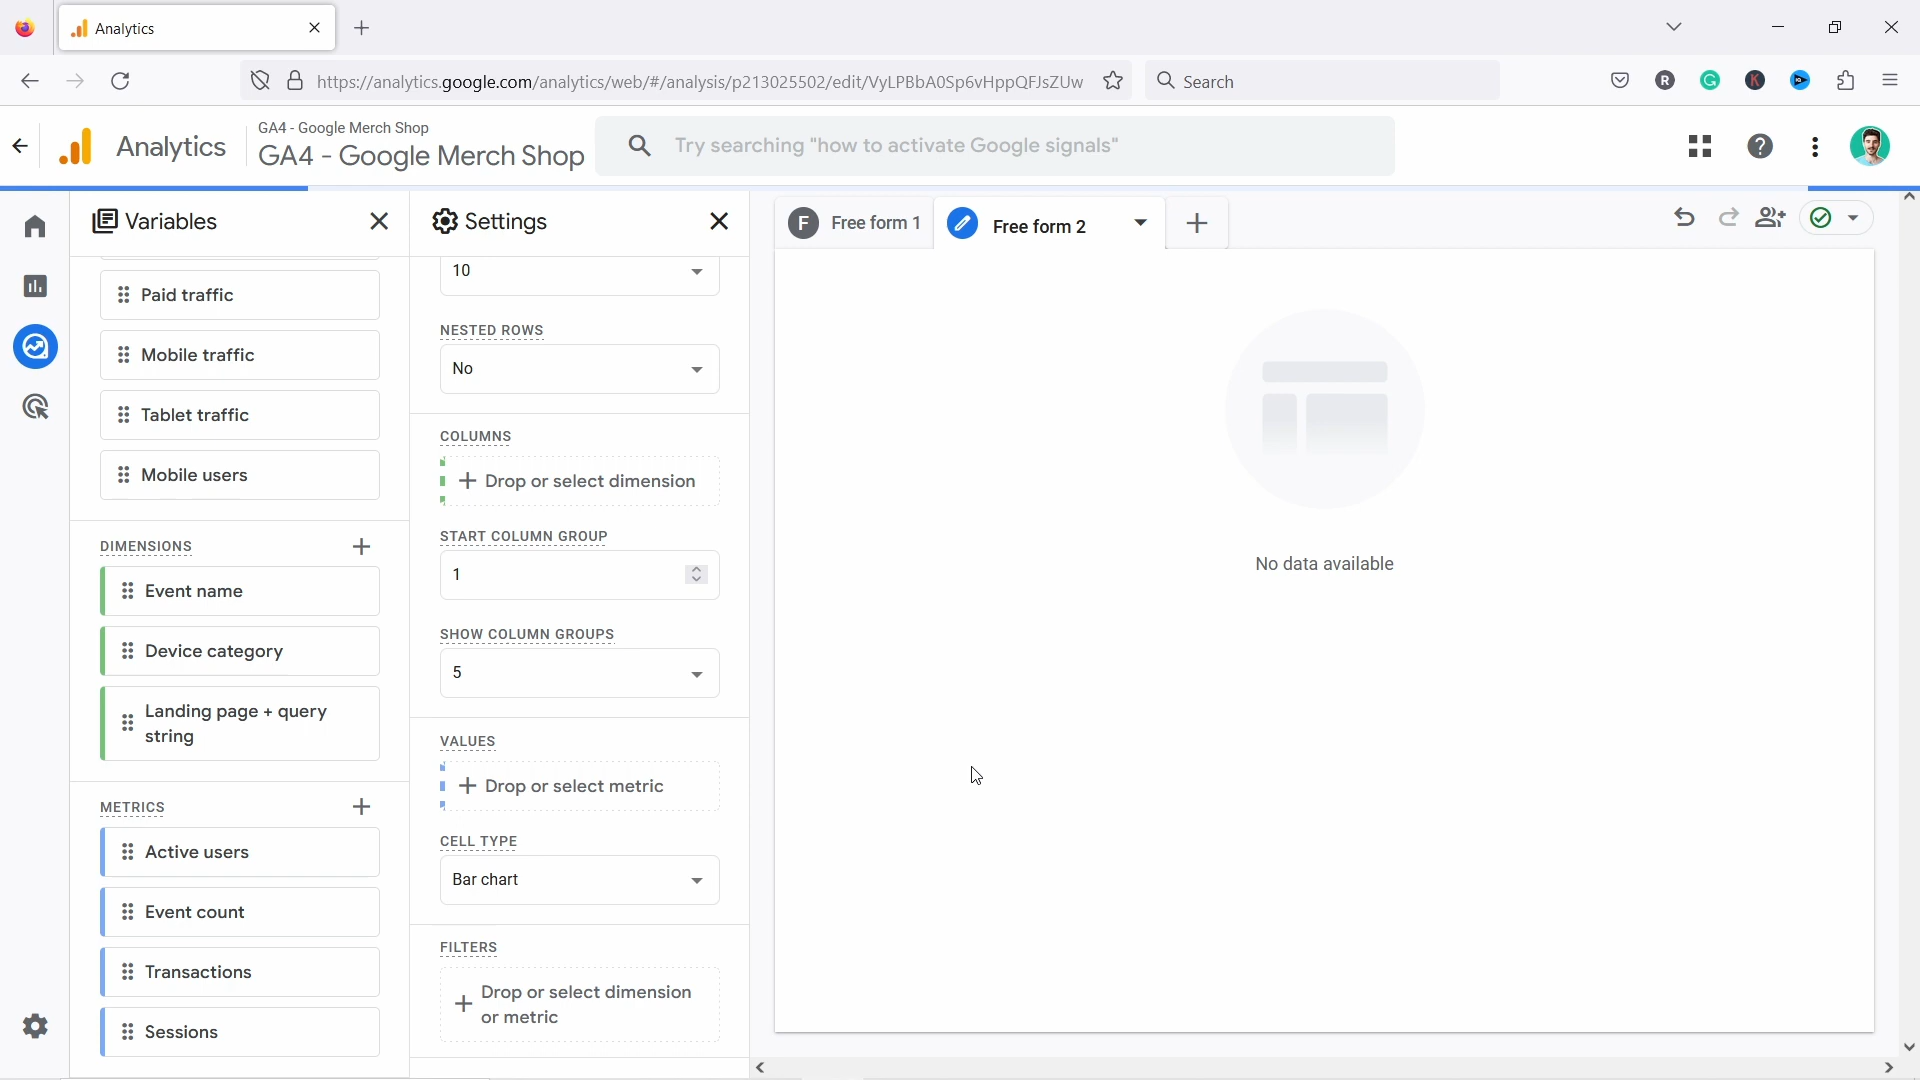 Analytics
https://analytics.google.com/analytics/web/#/analysis/p213025502/edit/VyLPBbA0Sp6vHppQFJsZUw
Search
R
G
K
Analytics
GA4 - Google Merch Shop
GA4 - Google Merch Shop
Try searching "how to activate Google signals"
Variables
Paid traffic
Mobile traffic
Tablet traffic
Mobile users
DIMENSIONS
Event name
Device category
Landing page + query
string
METRICS
Active users
Event count
Transactions
Sessions
Settings
10
NESTED ROWS
No
COLUMNS
Drop or select dimension
START COLUMN GROUP
1
SHOW COLUMN GROUPS
5
VALUES
Drop or select metric
CELL TYPE
Bar chart
FILTERS
Drop or select dimension
or metric
F Free form 1
Free form 2
No data available